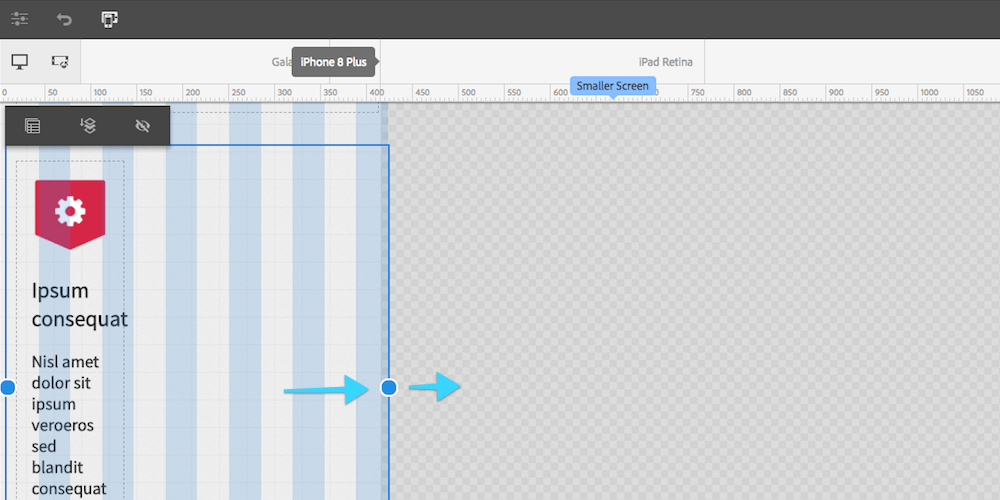 iPhone 8 Plus
iPad Retina
Smaller Screen
0 50 100 150 200 250 300 350 400 450 500 550 600 650 700 750 800 850 900 950 1000 1050
Ipsum
consequat
Nisl amet
dolor sit
ipsum
veroeros
sed
blandit
consequat